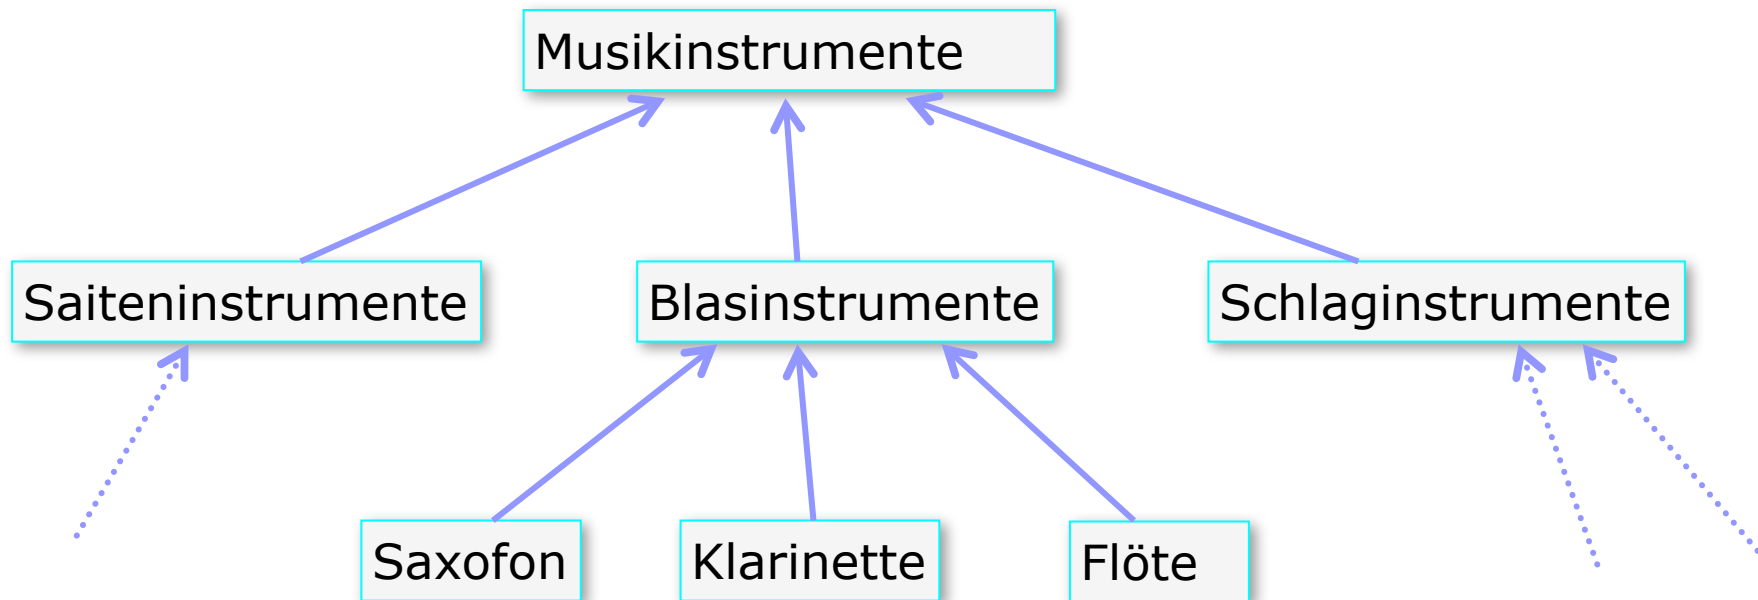 Musikinstrumente
Saiteninstrumente
Blasinstrumente
Schlaginstrumente
Saxofon
Klarinette
Flöte